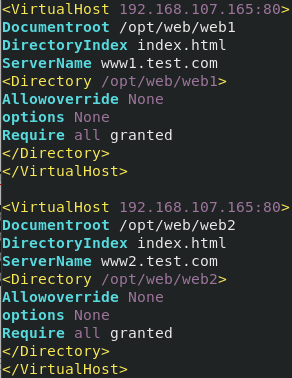 <VirtualHost 192.168.107.165:80>
Documentroot /opt/web/web1
DirectoryIndex index.html
ServerName www1.test.com
<Directory /opt/web/web1>
Allowoverride None
options None
Require all granted
</Directory>
</VirtualHost>
<VirtualHost 192.168.107.165:80>
Documentroot /opt/web/web2
DirectoryIndex index.html
ServerName www2.test.com
<Directory /opt/web/web2>
Allowoverride None
options None
Require all granted
</Directory>
</VirtualHost>